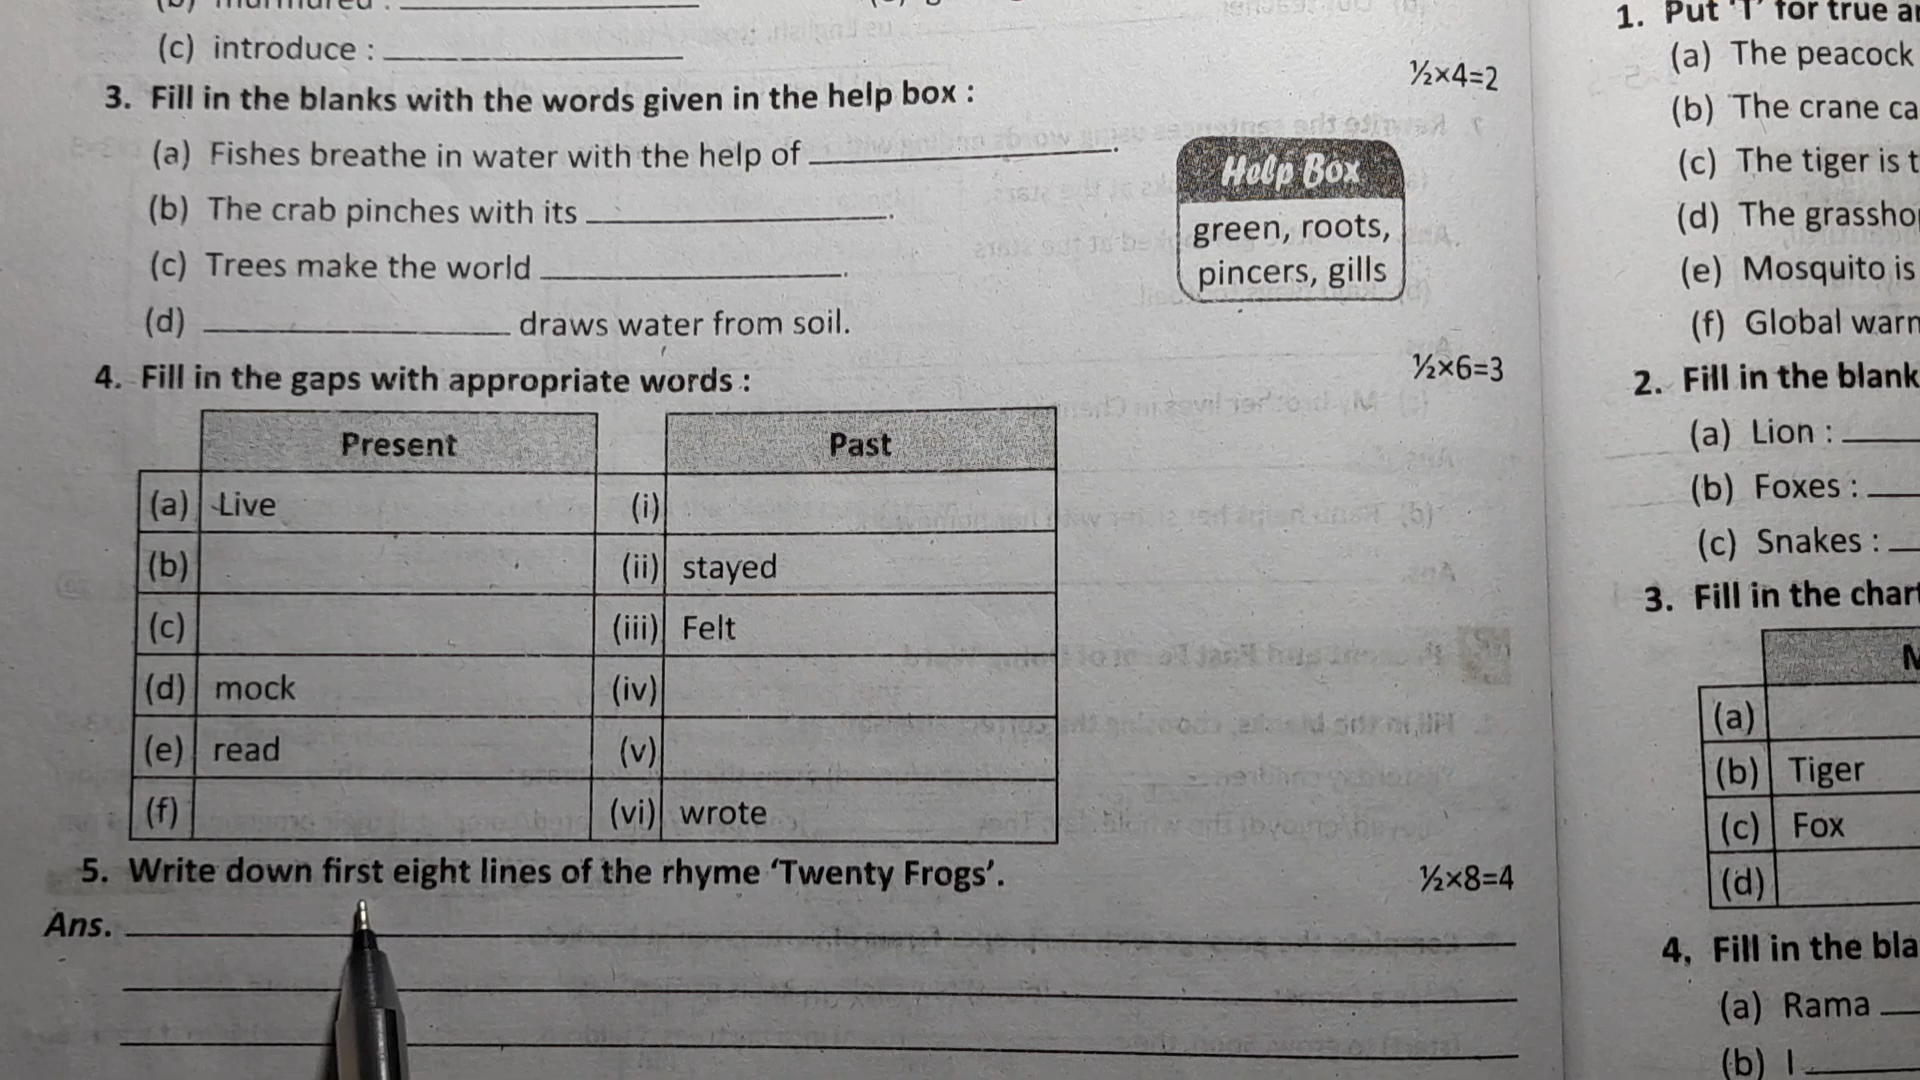 (c) introduce :
3. Fill in the blanks with the words given in the help box :
½×4=2
(a) Fishes breathe in water with the help of ____________.
(b) The crab pinches with its ____________.
(c) Trees make the world ____________.
(d) ____________ draws water from soil.
Help Box
green, roots,
pincers, gills
4. Fill in the gaps with appropriate words :
½×6=3
Present Past
(a) Live (i)
(b) (ii) stayed
(c) (iii) Felt
(d) mock (iv)
(e) read (v)
(f) (vi) wrote
5. Write down first eight lines of the rhyme ‘Twenty Frogs’.
½×8=4
Ans.
1. Put ‘T’ for true
(a) The peacock
(b) The crane
(c) The tiger is
(d) The
(e) Mosquito is
(f) Global
2. Fill in the
(a) Lion :
(b) Foxes :
(c) Snakes :
3. Fill in the
(a)
(b) Tiger
(c) Fox
(d)
4, Fill in the
(a) Rama
(b) I